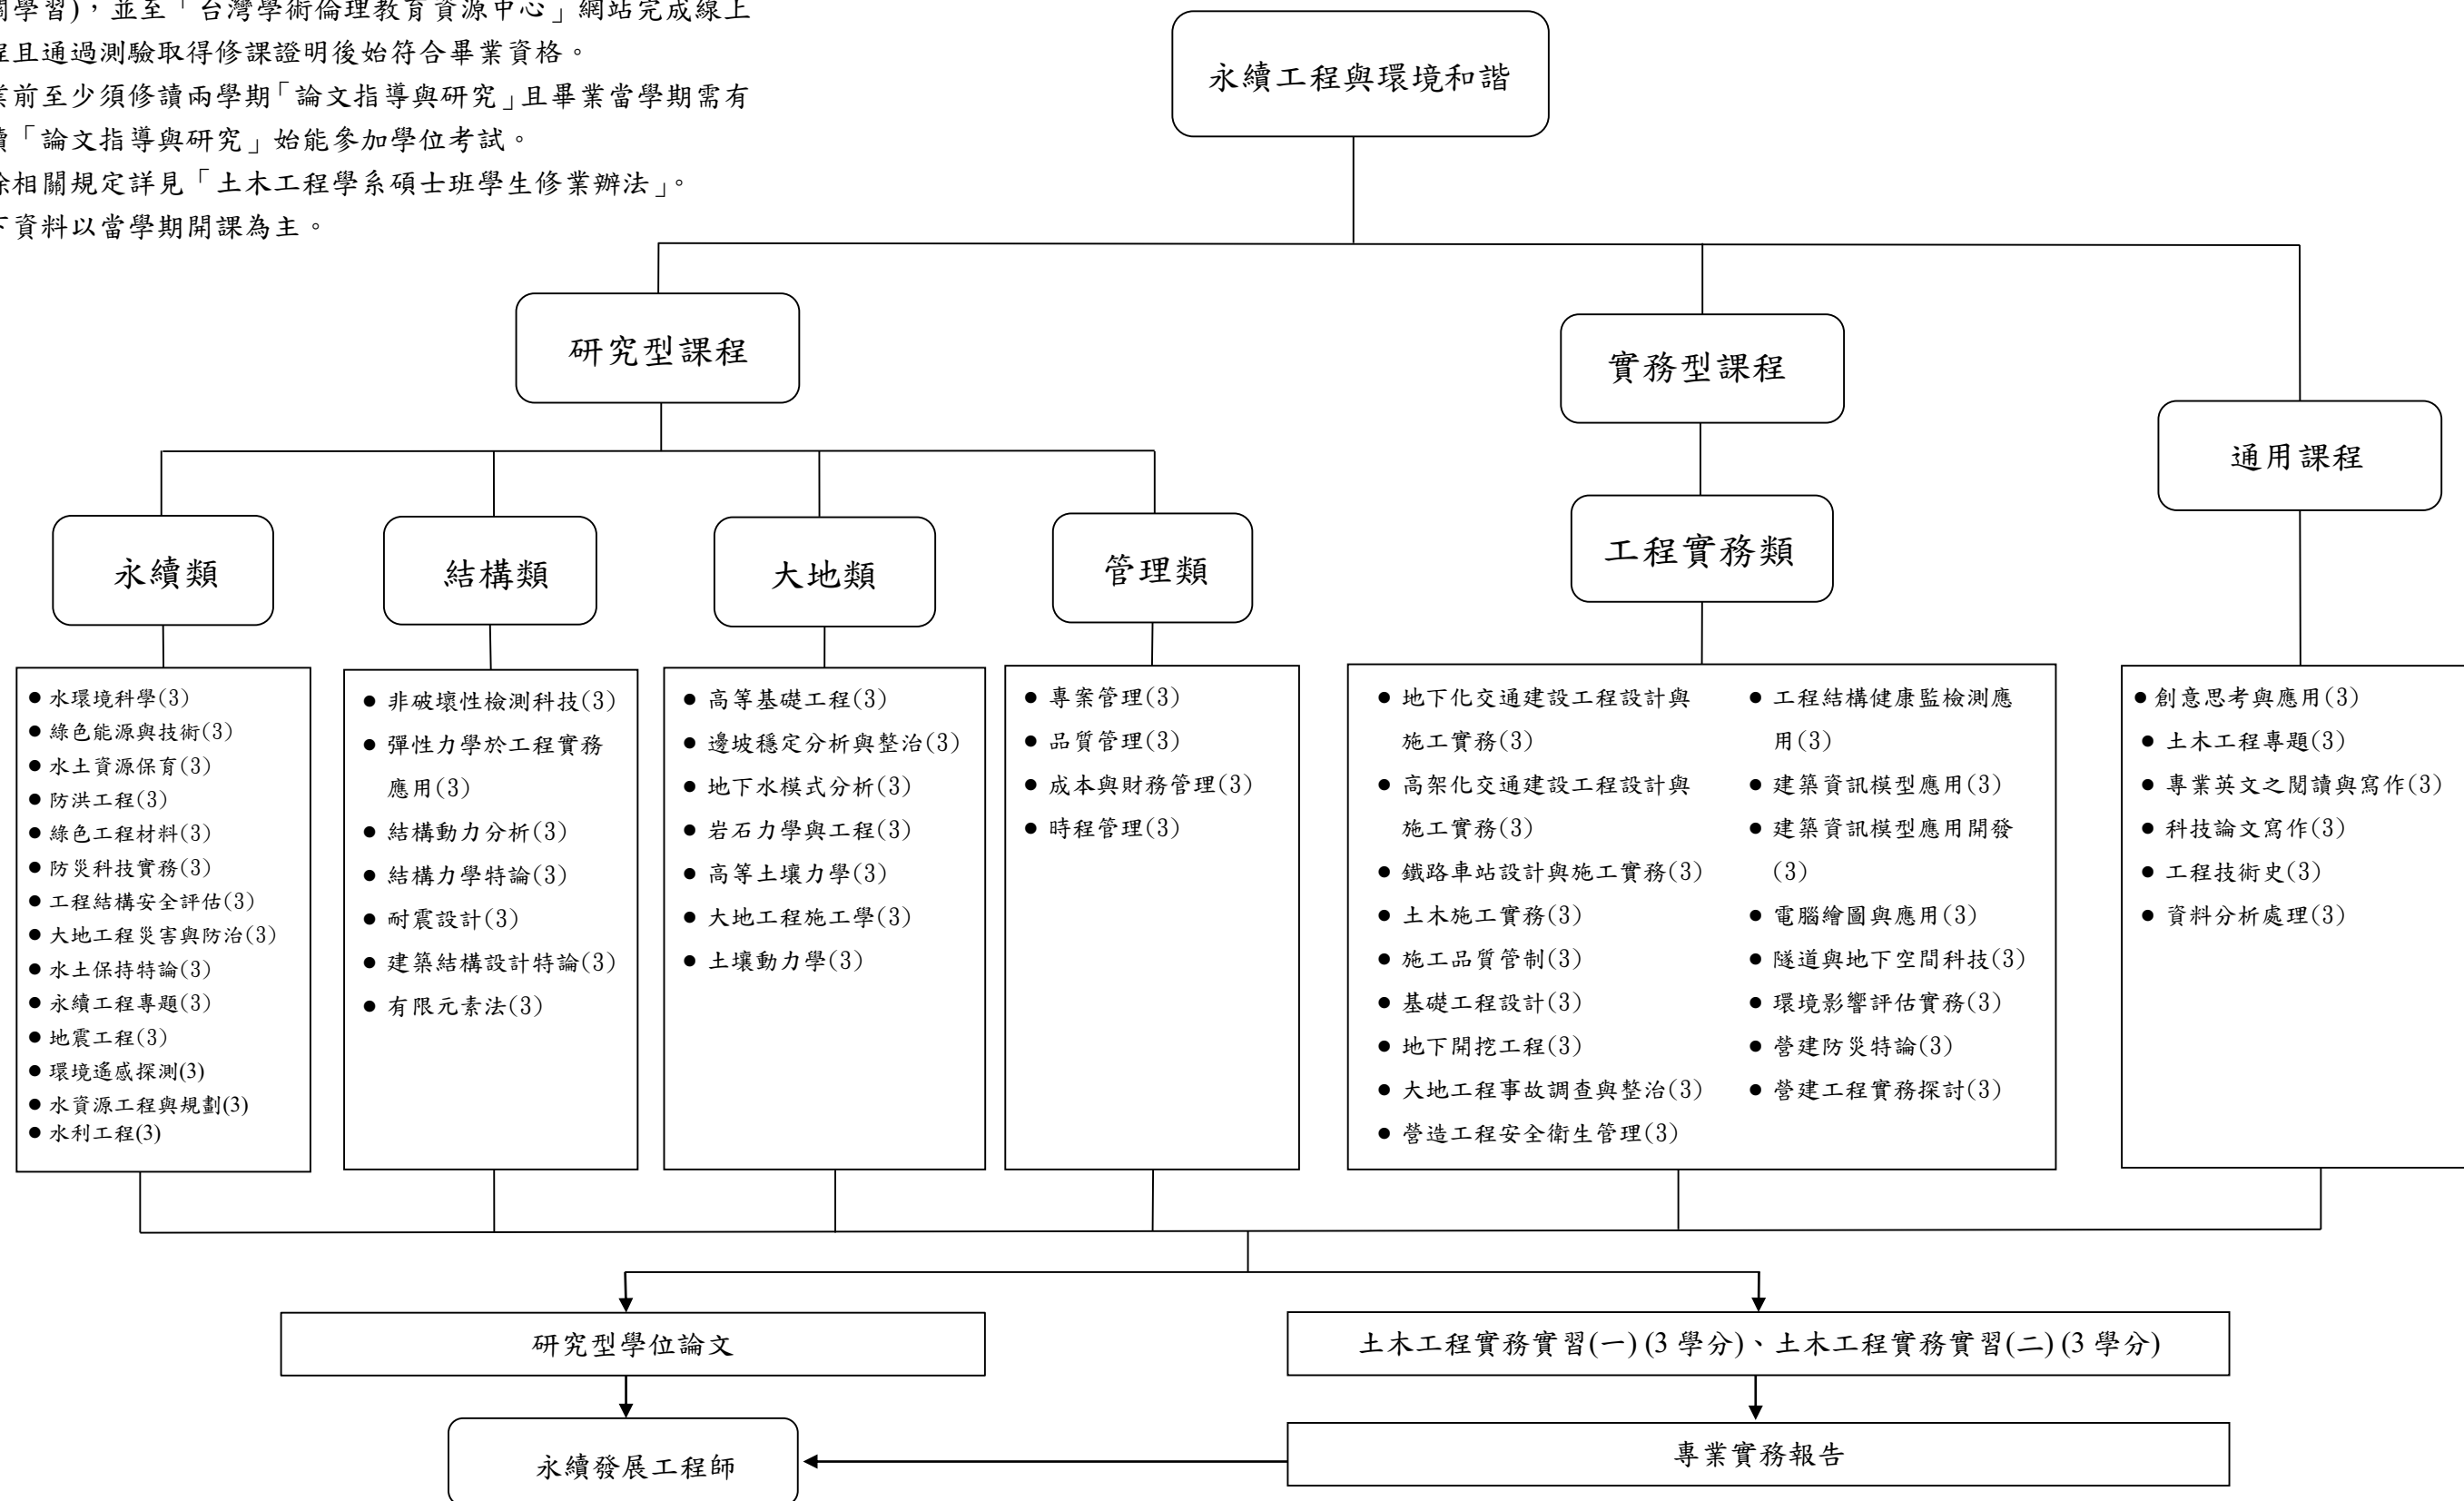 關學習)，並至「台灣學術倫理教育資源中心」網站完成線上
程且通過測驗取得修課證明後始符合畢業資格。
業前至少須修讀兩學期「論文指導與研究」且畢業當學期需有
讀「論文指導與研究」始能參加學位考試。
餘相關規定詳見「土木工程學系碩士班學生修業辦法」。
下資料以當學期開課為主。
永續工程與環境和諧
研究型課程
實務型課程
通用課程
永續類
結構類
大地類
管理類
工程實務類
● 水環境科學(3)
● 綠色能源與技術(3)
● 水土資源保育(3)
● 防洪工程(3)
● 綠色工程材料(3)
● 防災科技實務(3)
● 工程結構安全評估(3)
● 大地工程災害與防治(3)
● 水土保持特論(3)
● 永續工程專題(3)
● 地震工程(3)
● 環境遙感探測(3)
● 水資源工程與規劃(3)
● 水利工程(3)
● 非破壞性檢測科技(3)
● 彈性力學於工程實務
應用(3)
● 結構動力分析(3)
● 結構力學特論(3)
● 耐震設計(3)
● 建築結構設計特論(3)
● 有限元素法(3)
● 高等基礎工程(3)
● 邊坡穩定分析與整治(3)
● 地下水模式分析(3)
● 岩石力學與工程(3)
● 高等土壤力學(3)
● 大地工程施工學(3)
● 土壤動力學(3)
● 專案管理(3)
● 品質管理(3)
● 成本與財務管理(3)
● 時程管理(3)
● 地下化交通建設工程設計與
施工實務(3)
● 高架化交通建設工程設計與
施工實務(3)
● 鐵路車站設計與施工實務(3)
● 土木施工實務(3)
● 施工品質管制(3)
● 基礎工程設計(3)
● 地下開挖工程(3)
● 大地工程事故調查與整治(3)
● 營造工程安全衛生管理(3)
● 工程結構健康監檢測應
用(3)
● 建築資訊模型應用(3)
● 建築資訊模型應用開發
(3)
● 電腦繪圖與應用(3)
● 隧道與地下空間科技(3)
● 環境影響評估實務(3)
● 營建防災特論(3)
● 營建工程實務探討(3)
● 創意思考與應用(3)
● 土木工程專題(3)
● 專業英文之閱讀與寫作(3)
● 科技論文寫作(3)
● 工程技術史(3)
● 資料分析處理(3)
研究型學位論文
土木工程實務實習(一) (3 學分)、土木工程實務實習(二) (3 學分)
永續發展工程師
專業實務報告